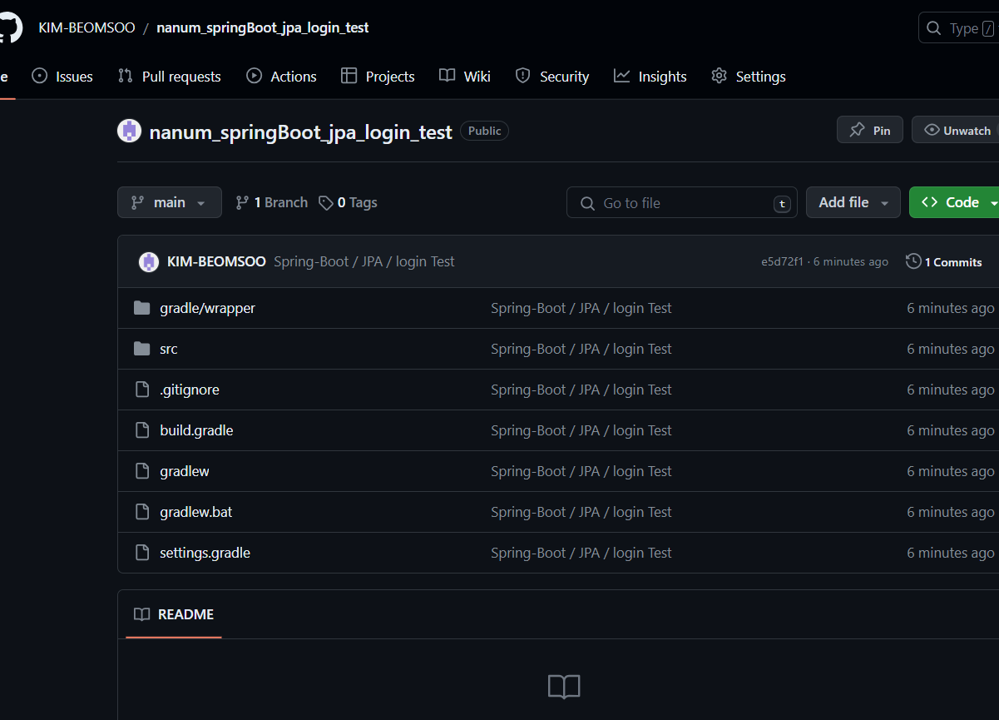 KIM-BEOMSOO / nanum_springBoot_jpa_login_test Type /
e Issues Pull requests Actions Projects Wiki Security Insights Settings
nanum_springBoot_jpa_login_test Public Pin Unwatch
main 1 Branch 0 Tags Go to file t Add file Code
KIM-BEOMSOO Spring-Boot / JPA / login Test e5d72f1 · 6 minutes ago 1 Commits
gradle/wrapper Spring-Boot / JPA / login Test 6 minutes ago
src Spring-Boot / JPA / login Test 6 minutes ago
.gitignore Spring-Boot / JPA / login Test 6 minutes ago
build.gradle Spring-Boot / JPA / login Test 6 minutes ago
gradlew Spring-Boot / JPA / login Test 6 minutes ago
gradlew.bat Spring-Boot / JPA / login Test 6 minutes ago
settings.gradle Spring-Boot / JPA / login Test 6 minutes ago
README